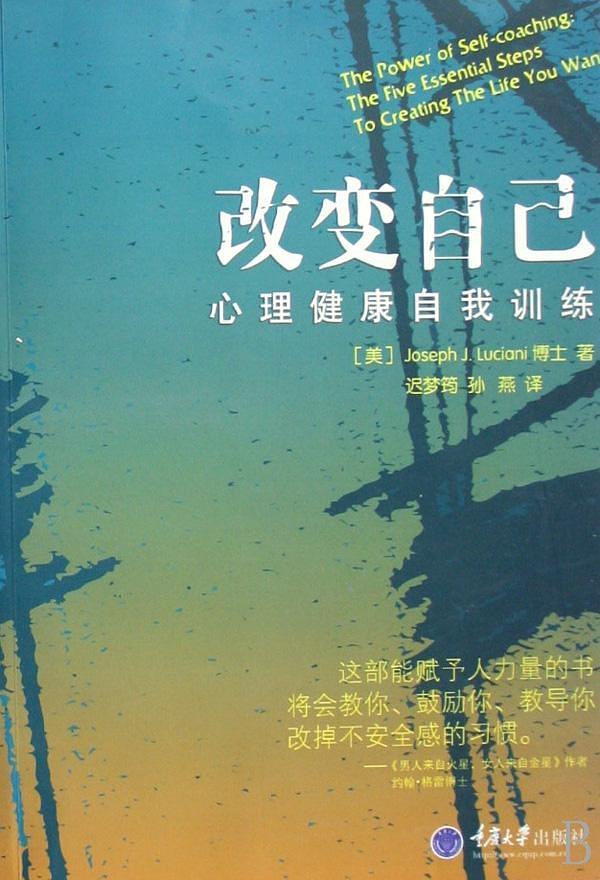 The Power of Self-coaching:
The Five Essential Steps
To Creating The Life You Wan
改变自己
心理健康自我训练
[美] Joseph J. Luciani 博士 著
迟梦筠 孙 燕 译
这部能赋予人力量的书
将会教你、鼓励你、教导你
改掉不安全感的习惯。
——《男人来自火星，女人来自金星》作者
约翰·格雷博士
重庆大学出版社
http://www.cqup.com.cn
B